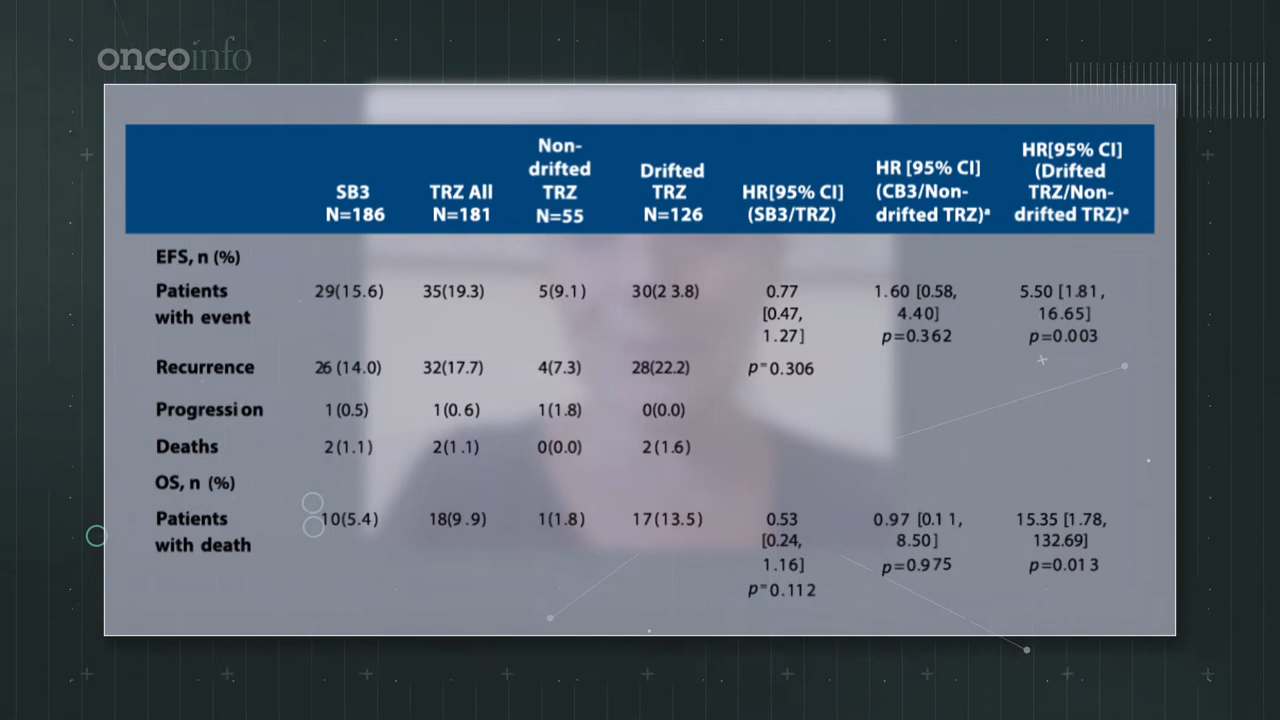 oncoinfo
SB3 N=186 TRZ All N=181 Non-drifted TRZ N=55 Drifted TRZ N=126 HR[95% CI] (SB3/TRZ) HR [95% CI] (CB3/Non-drifted TRZ)ª HR[95% CI] (Drifted TRZ/Non-drifted TRZ)ª
EFS, n (%)
Patients with event 29(15.6) 35(19.3) 5(9.1) 30(2 3.8) 0.77 [0.47, 1.27] 1.60 [0.58, 4.40] p=0.362 5.50 [1.81, 16.65] p=0.003
Recurrence 26 (14.0) 32(17.7) 4(7.3) 28(22.2) p=0.306
Progressi on 1(0.5) 1(0.6) 1(1.8) 0(0.0)
Deaths 2(1.1) 2(1.1) 0(0.0) 2(1.6)
OS, n (%)
Patients with death 10(5.4) 18(9.9) 1(1.8) 17(13.5) 0.53 [0.24, 1.16] p=0.112 0.97 [0.1 1, 8.50] p=0.975 15.35 [1.78, 132.69] p=0.013